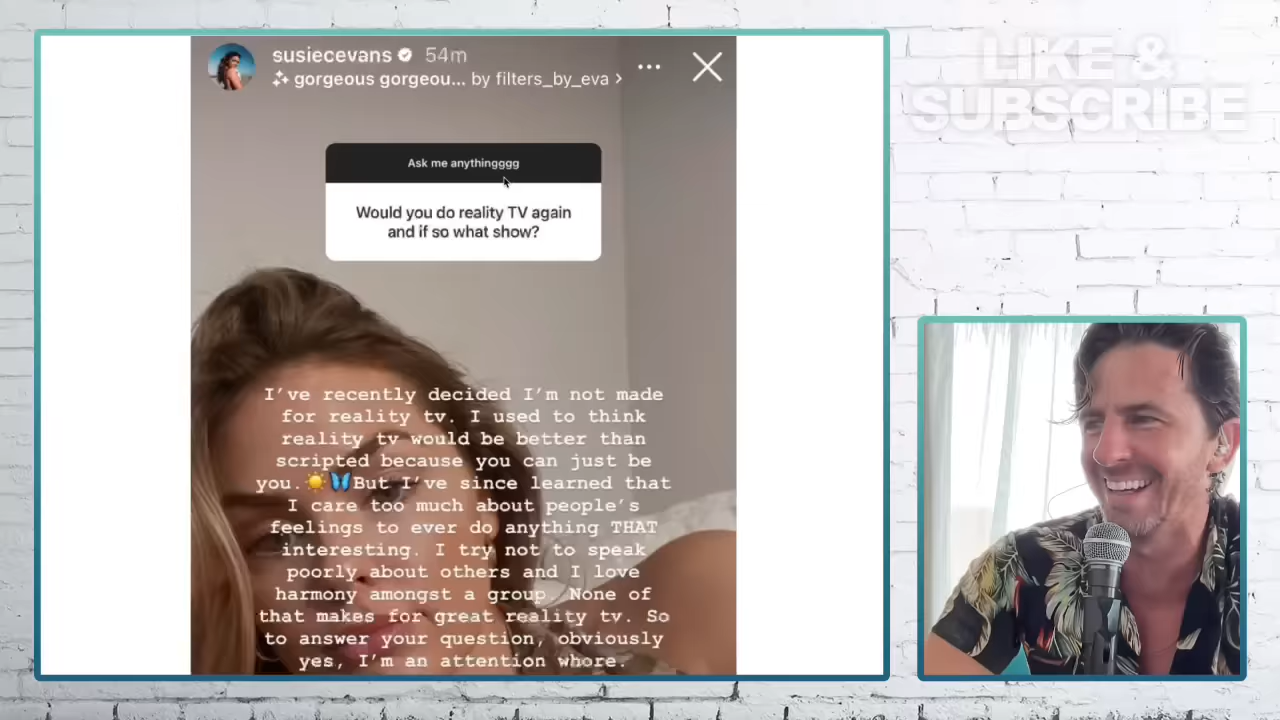 susiecevans 54m
gorgeous gorgeou... by filters_by_eva >
LIKE &
SUBSCRIBE
Ask me anythingggg
Would you do reality TV again
and if so what show?
I've recently decided I'm not made
for reality tv. I used to think
reality tv would be better than
scripted because you can just be
you.☀️🦋But I've since learned that
I care too much about people's
feelings to ever do anything THAT
interesting. I try not to speak
poorly about others and I love
harmony amongst a group. None of
that makes for great reality tv. So
to answer your question, obviously
yes, I'm an attention whore.